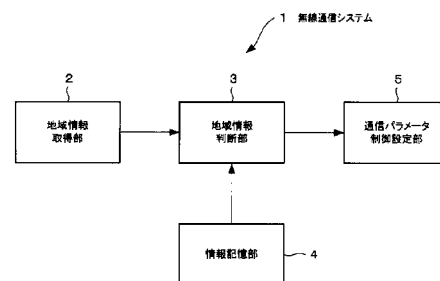 1 無線通信システム
2
3
5
地域情報
取得部
地域情報
判断部
通信パラメータ
制御設定部
情報記憶部
4